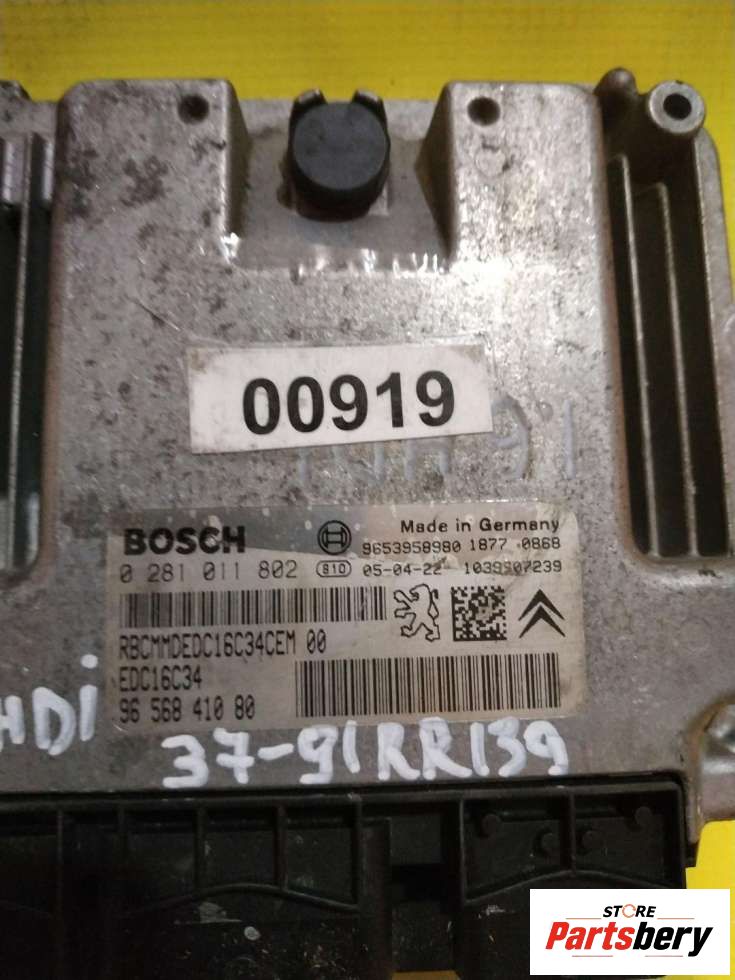 00919
BOSCH
Made in Germany
9653958980 1877 0868
0 281 011 802 810 05-04-22 1039S07239
RBCMMDEDC16C34CEM 00
EDC16C34
96 568 410 80
HDi
37-91RR139
STORE
Partsbery